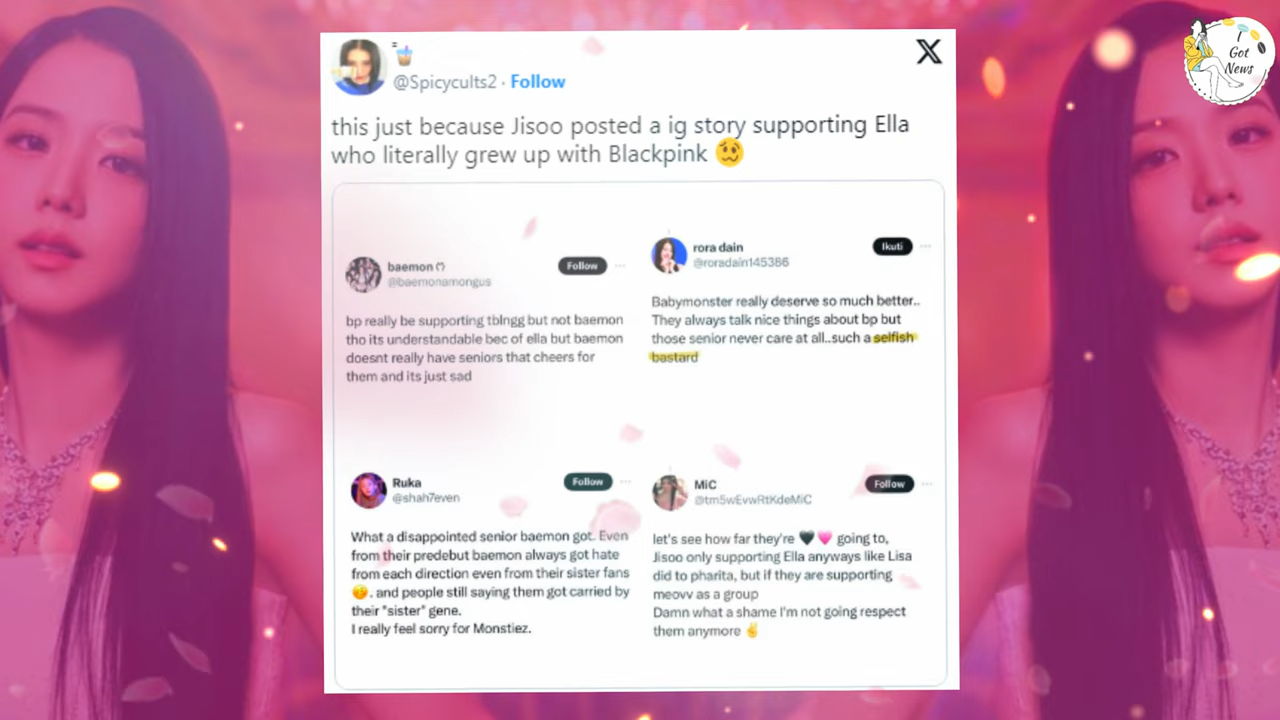 I
Got
News
X
@Spicycults2 · Follow
this just because Jisoo posted a ig story supporting Ella
who literally grew up with Blackpink 🥴
baemon ღ
Follow
@baemonamongus
bp really be supporting tblngg but not baemon
tho its understandable bec of ella but baemon
doesnt really have seniors that cheers for
them and its just sad
rora dain
Ikuti
@roradain145386
Babymonster really deserve so much better..
They always talk nice things about bp but
those senior never care at all..such a selfish
bastard
Ruka
Follow
@shah7even
What a disappointed senior baemon got. Even
from their predebut baemon always got hate
from each direction even from their sister fans
🥲. and people still saying them got carried by
their "sister" gene.
I really feel sorry for Monstiez.
MiC
Follow
@tm5wEvwRtKdeMiC
let's see how far they're 🖤🩷 going to,
Jisoo only supporting Ella anyways like Lisa
did to pharita, but if they are supporting
meovv as a group
Damn what a shame I'm not going respect
them anymore ✌️